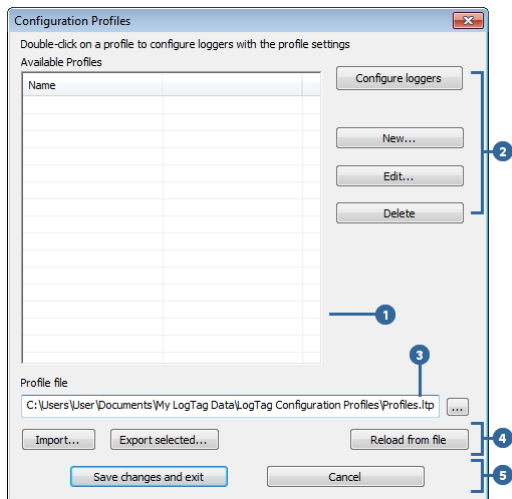 Configuration Profiles
Double-click on a profile to configure loggers with the profile settings
Available Profiles
Name
Configure loggers
New...
2
Edit...
Delete
1
3
Profile file
C:\Users\User\Documents\My LogTag Data\LogTag Configuration Profiles\Profiles.ltp
...
Import...
Export selected...
Reload from file
4
Save changes and exit
Cancel
5